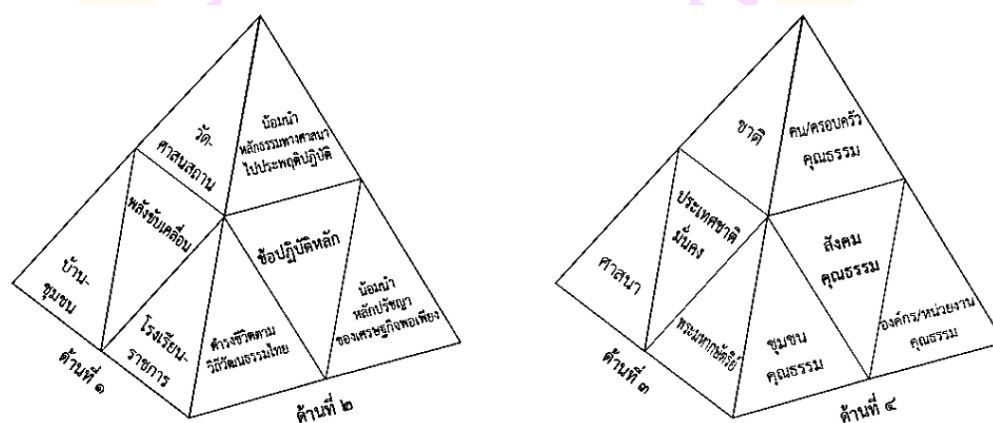 วัด-
ศาสนสถาน
พลังขับเคลื่อน
บ้าน-
ชุมชน
โรงเรียน-
ราชการ
ด้านที่ ๑
น้อมนำ
หลักธรรมทางศาสนา
ไปประพฤติปฏิบัติ
ข้อปฏิบัติหลัก
ดำรงชีวิตตาม
วิถีวัฒนธรรมไทย
น้อมนำ
หลักปรัชญา
ของเศรษฐกิจพอเพียง
ด้านที่ ๒
ชาติ
ประเทศชาติ
มั่นคง
ศาสนา
พระมหากษัตริย์
ด้านที่ ๓
คน/ครอบครัว
คุณธรรม
สังคม
คุณธรรม
ชุมชน
คุณธรรม
องค์กร/หน่วยงาน
คุณธรรม
ด้านที่ ๔